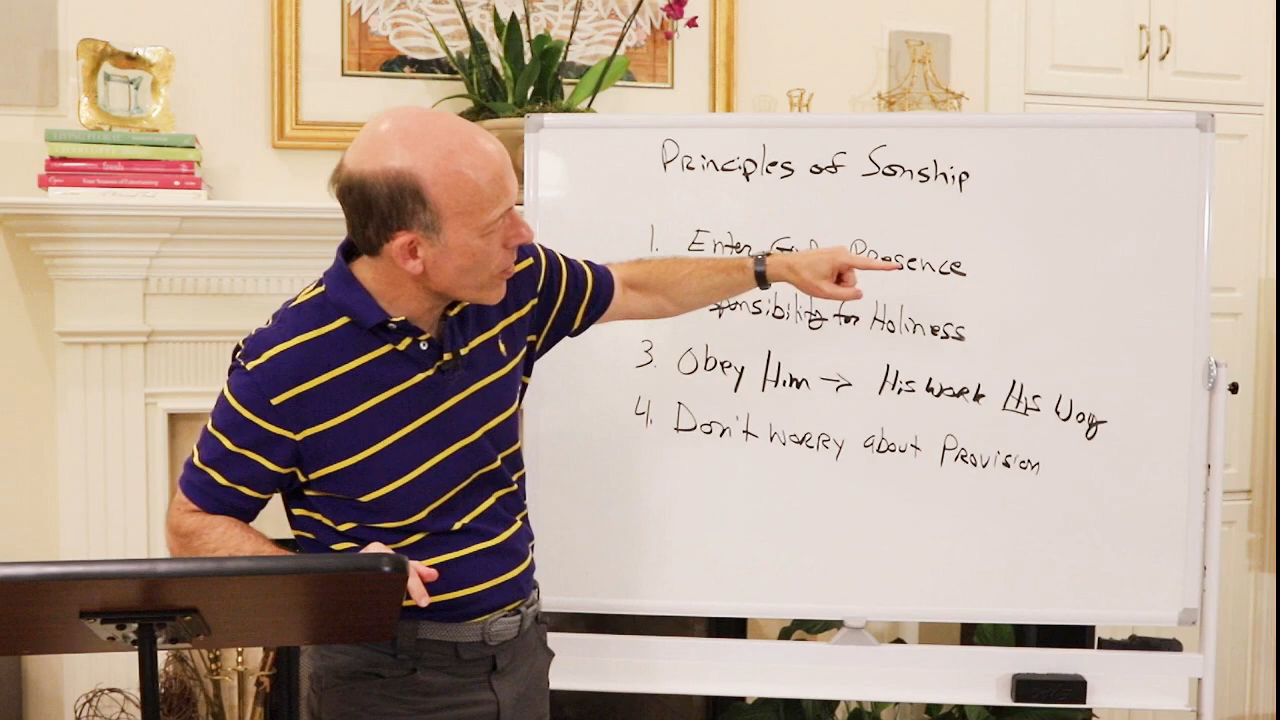 Principles of Sonship
1. Enter Presence
for Holiness
3. Obey Him → His work His Way
4. Don't worry about Provision